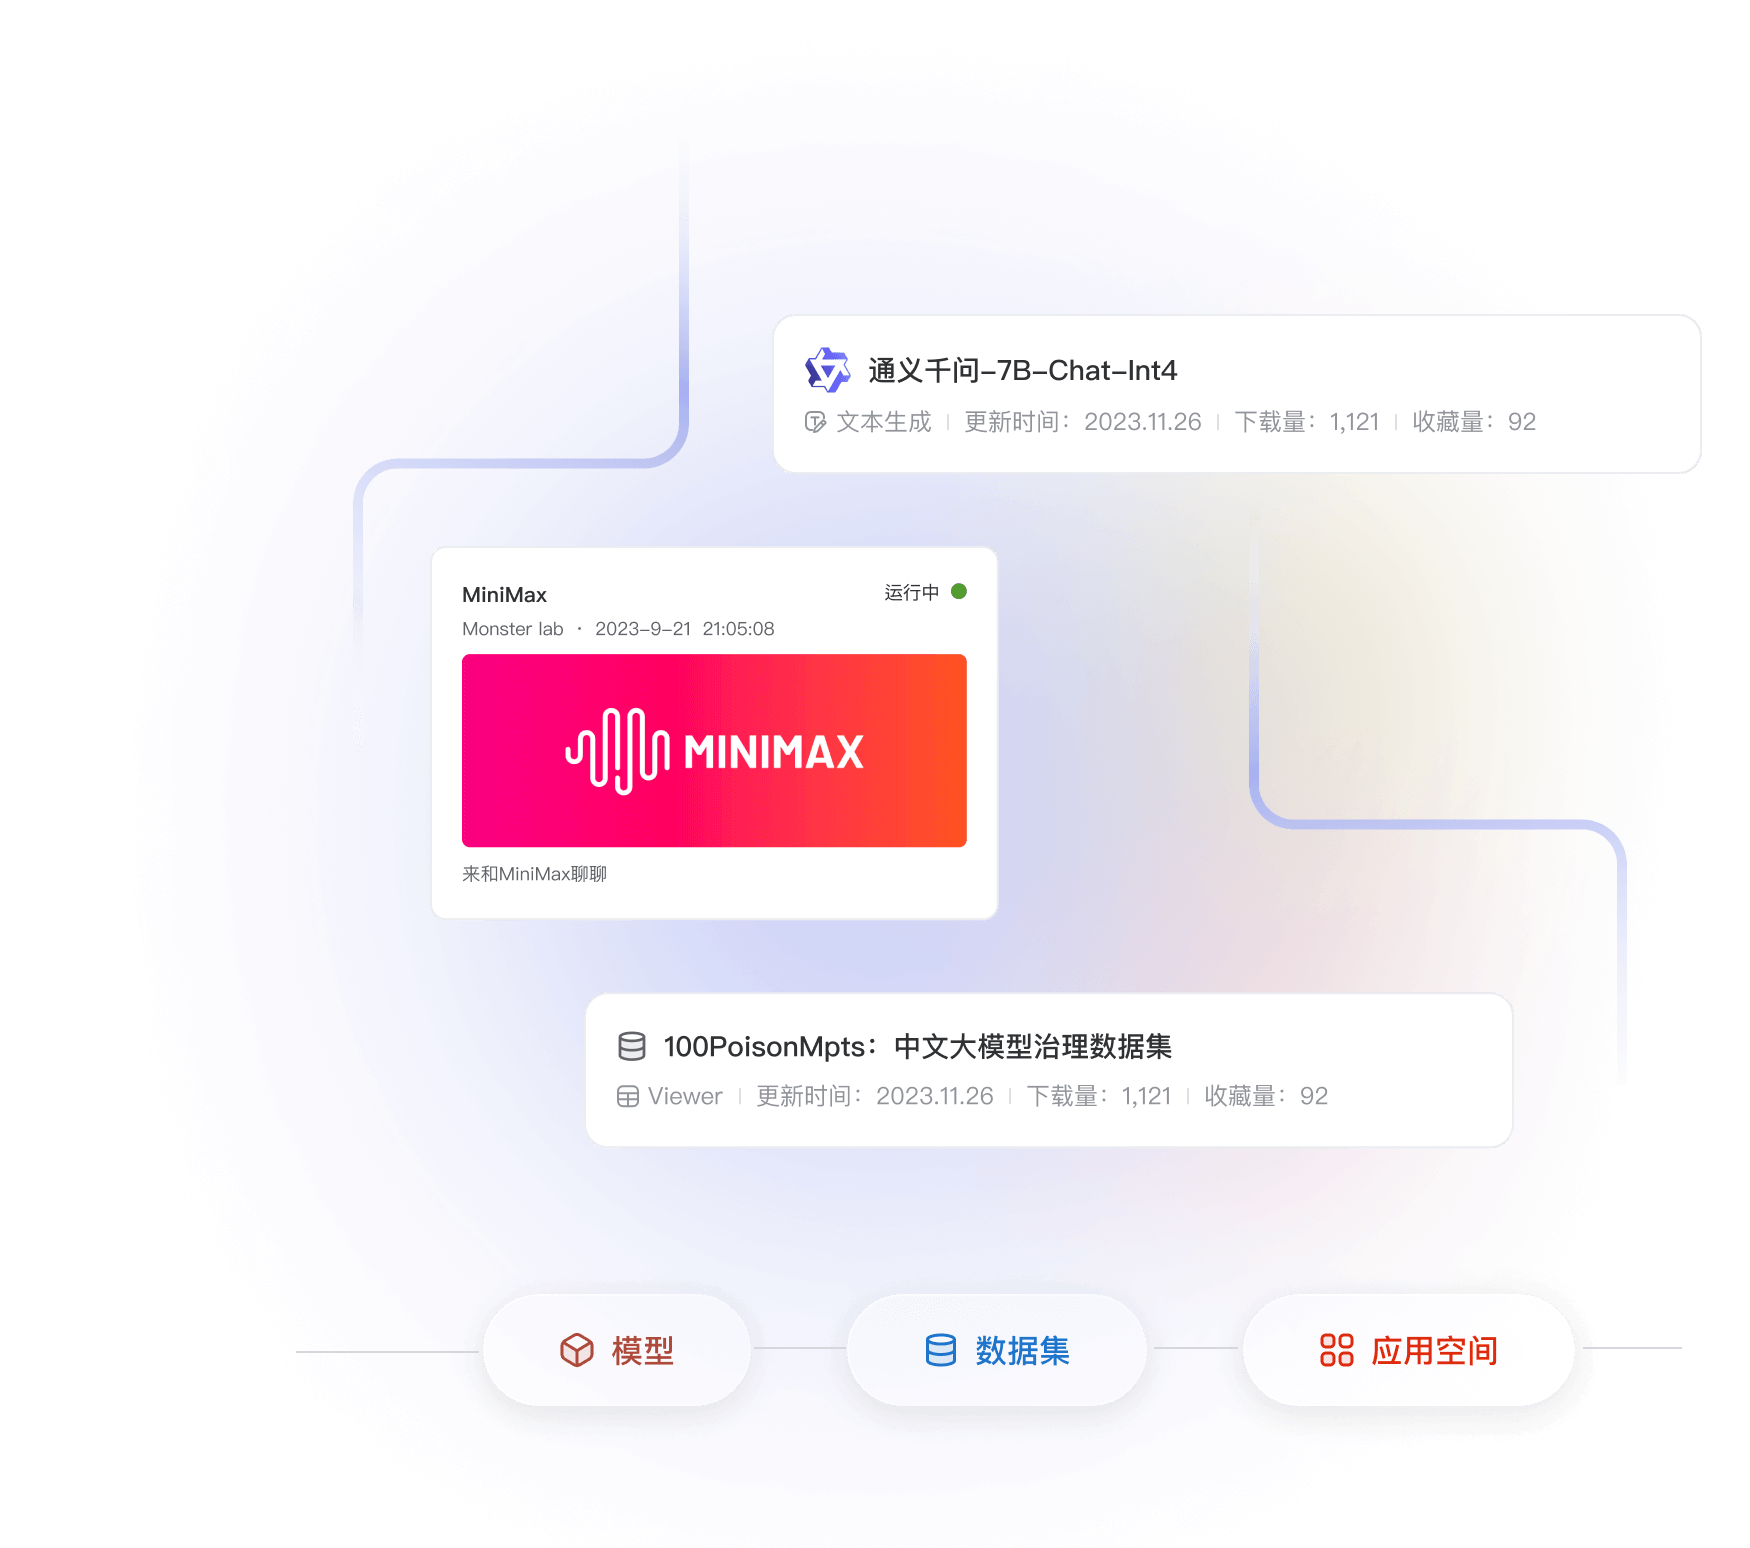 通义千问-7B-Chat-Int4
文本生成 | 更新时间：2023.11.26 | 下载量：1,121 | 收藏量：92
MiniMax 运行中
Monster lab · 2023-9-21 21:05:08
MINIMAX
来和MiniMax聊聊
100PoisonMpts：中文大模型治理数据集
Viewer | 更新时间：2023.11.26 | 下载量：1,121 | 收藏量：92
模型 数据集 应用空间